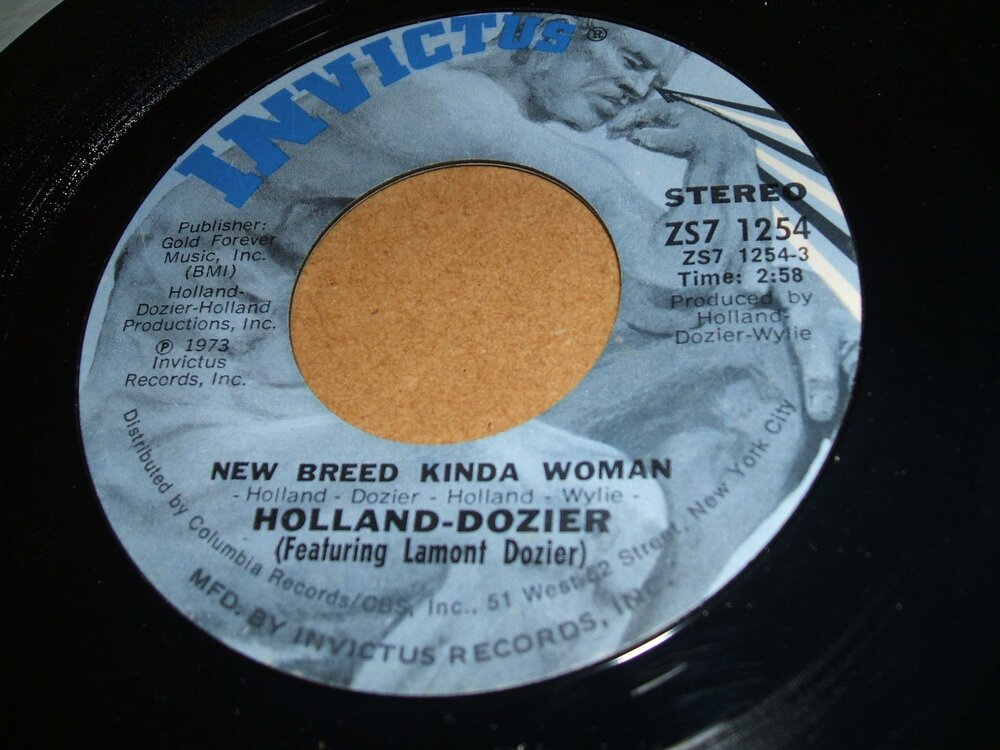 INVICTUS®
STEREO
ZS7 1254
ZS7 1254-3
Time: 2:58
Produced by
Holland-
Dozier-Wylie
Publisher:
Gold Forever
Music, Inc.
(BMI)
Holland-
Dozier-Holland
Productions, Inc.
℗ 1973
Invictus
Records, Inc.
NEW BREED KINDA WOMAN
- Holland - Dozier - Holland - Wylie -
HOLLAND-DOZIER
(Featuring Lamont Dozier)
Distributed by Columbia Records/CBS, Inc., 51 West 52 Street, New York City
MFD. BY INVICTUS RECORDS, INC.